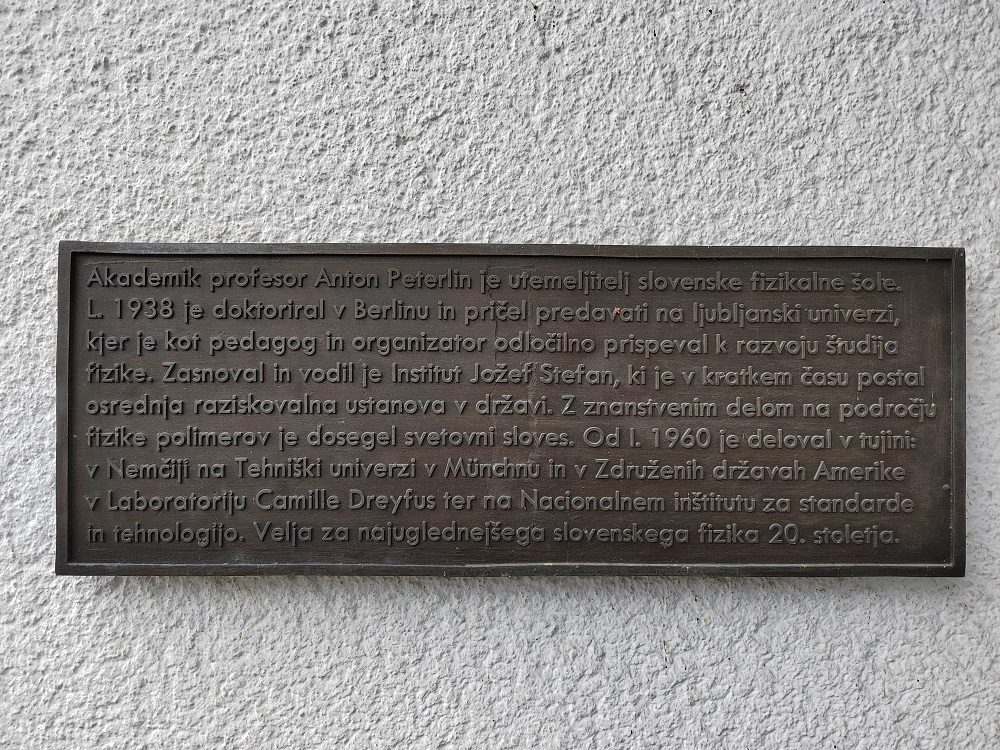 Akademik profesor Anton Peterlin je utemeljitelj slovenske fizikalne šole.
L. 1938 je doktoriral v Berlinu in pričel predavati na ljubljanski univerzi,
kjer je kot pedagog in organizator odločilno prispeval k razvoju študija
fizike. Zasnoval in vodil je Institut Jožef Stefan, ki je v kratkem času postal
osrednja raziskovalna ustanova v državi. Z znanstvenim delom na področju
fizike polimerov je dosegel svetovni sloves. Od l. 1960 je deloval v tujini:
v Nemčiji na Tehniški univerzi v Münchnu in v Združenih državah Amerike
v Laboratoriju Camille Dreyfus ter na Nacionalnem inštitutu za standarde
in tehnologijo. Velja za najuglednejšega slovenskega fizika 20. stoletja.